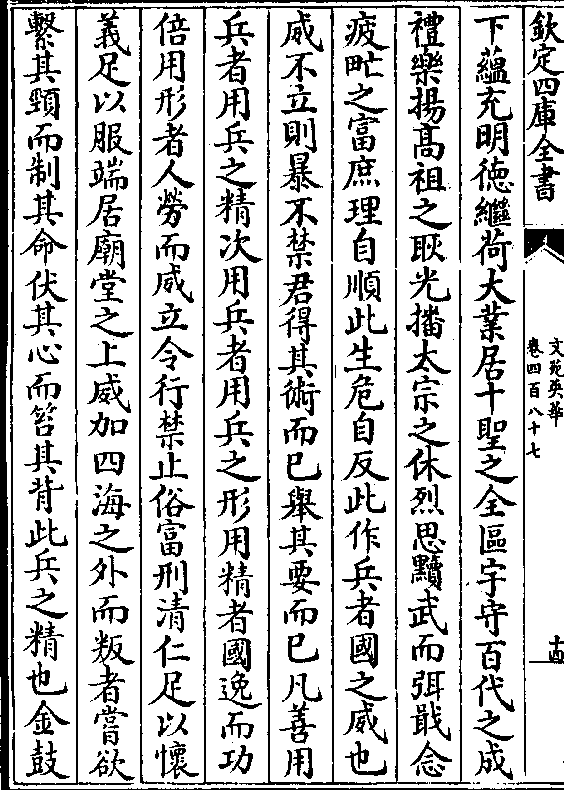 欽定四庫全書
文苑英華
卷四百八十七
十四
下蘊充明徳繼荷大業居十聖之全區宇守百代之成
禮樂揚髙祖之耿光播太宗之休烈思黷武而弭戢念
疲甿之富庶理自順此生危自反此作兵者國之威也
威不立則暴不禁君得其術而已舉其要而已凡善用
兵者用兵之精次用兵者用兵之形用精者國逸而功
倍用形者人勞而威立令行禁止俗富刑清仁足以懷
義足以服端居廟堂之上威加四海之外而叛者嘗欲
繫其頸而制其命伏其心而笞其背此兵之精也金鼓